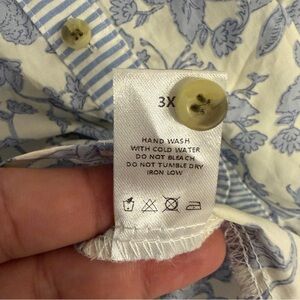 3X
HAND WASH
WITH COLD WATER
DO NOT BLEACH
DO NOT TUMBLE DRY
IRON LOW